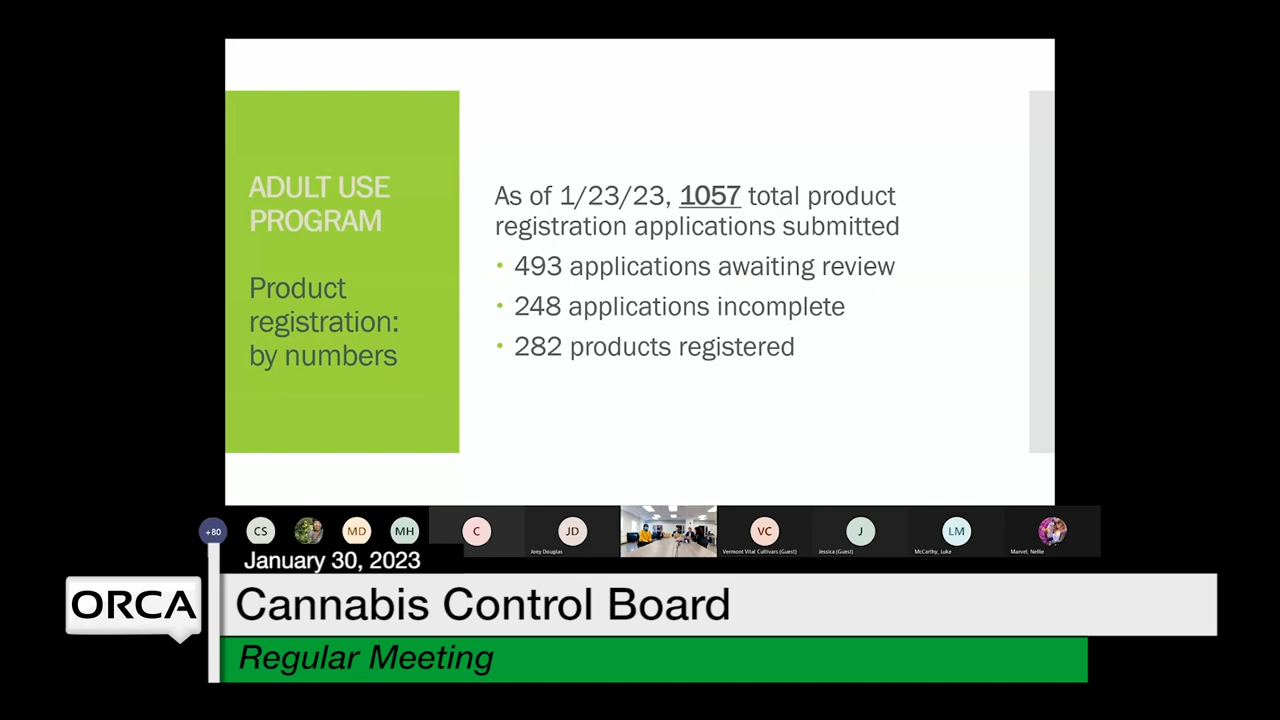 ADULT USE
PROGRAM
Product
registration:
by numbers
As of 1/23/23, 1057 total product
registration applications submitted
• 493 applications awaiting review
• 248 applications incomplete
• 282 products registered
+80
CS
MD
MH
C
JD
VC
J
LM
Joey Douglas
Vermont Vital Cultivars (Guest)
Jessica (Guest)
McCarthy, Luke
Marvel, Nellie
January 30, 2023
ORCA
Cannabis Control Board
Regular Meeting